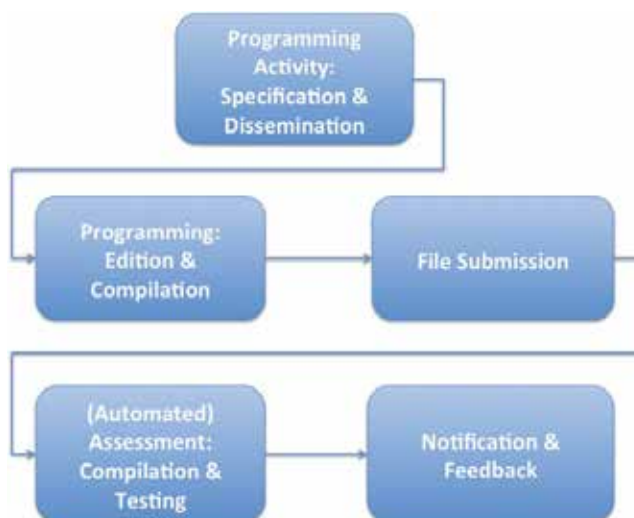 Programming
Activity:
Specification &
Dissemination
Programming:
Edition &
Compilation
File Submission
(Automated)
Assessment:
Compilation &
Testing
Notification &
Feedback